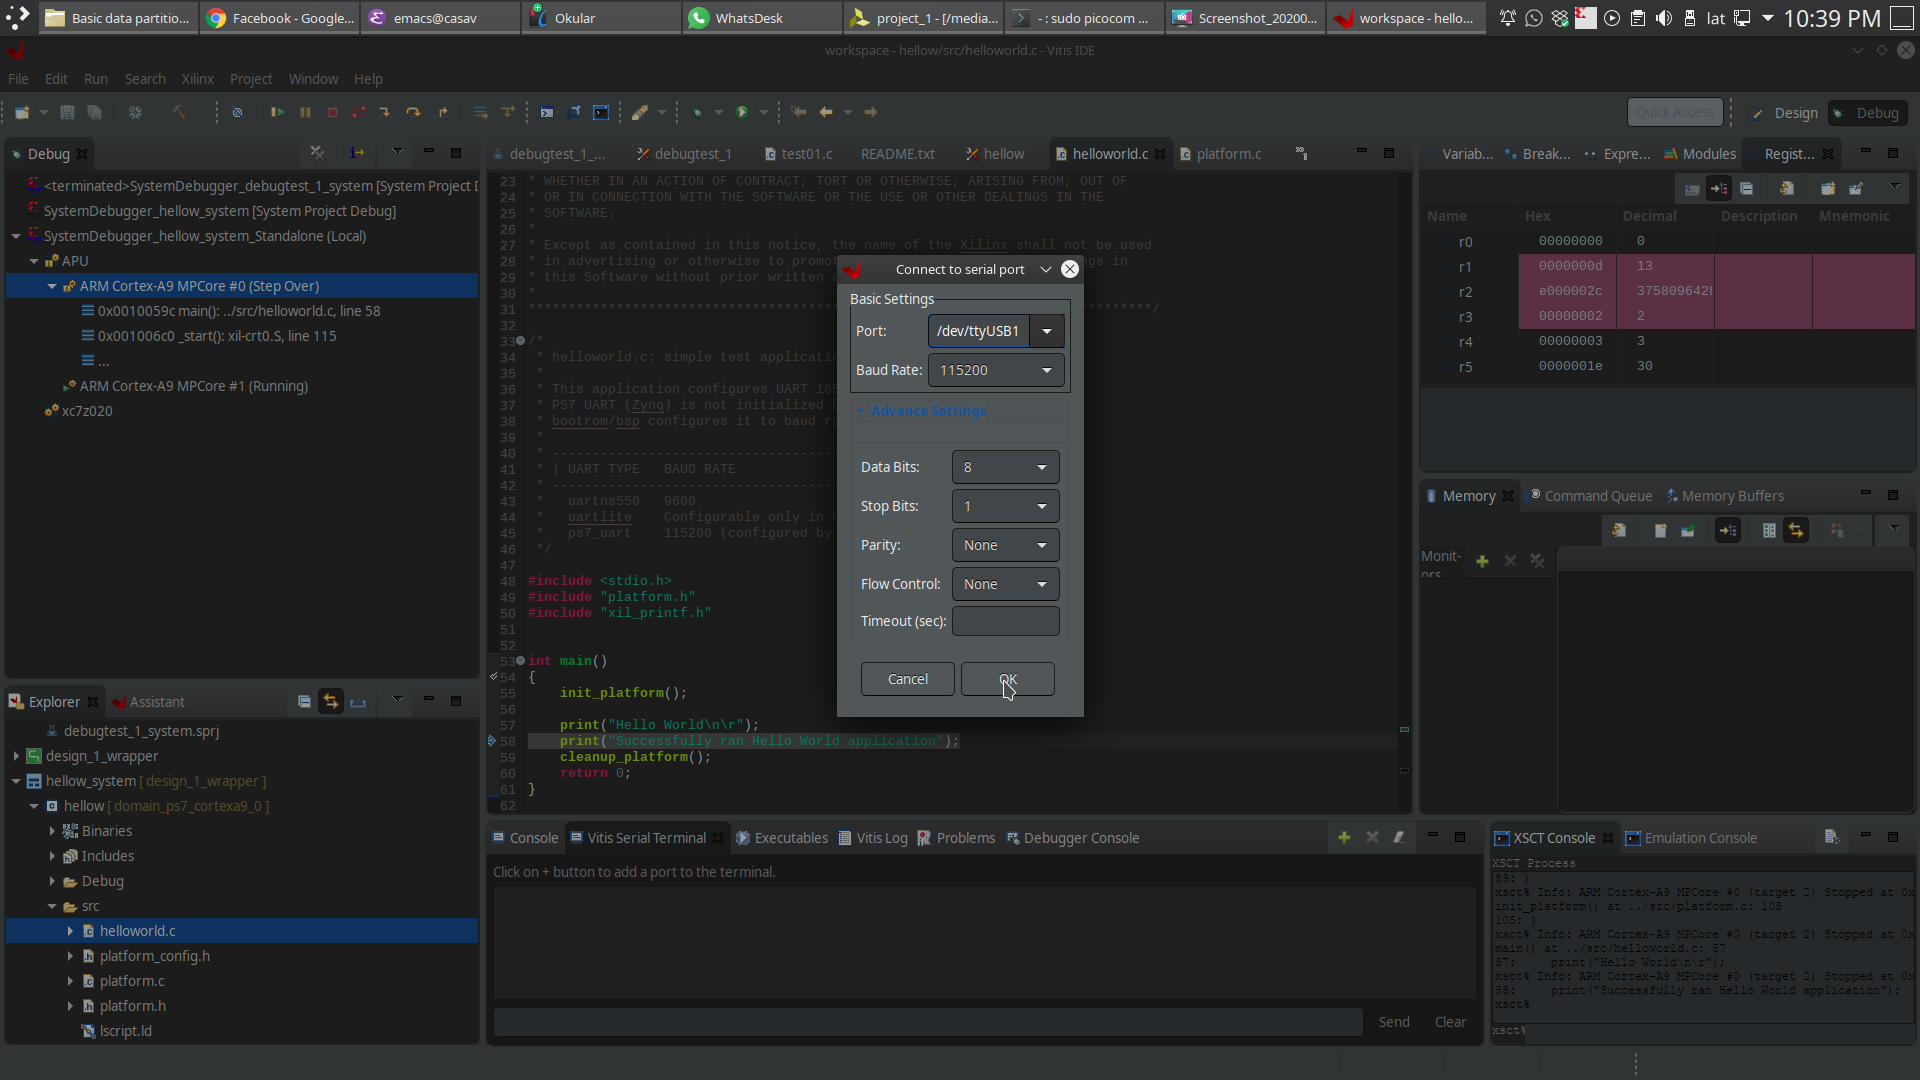 Basic data partitio...
Facebook - Google...
emacs@casav
Okular
WhatsDesk
project_1 - [/media...
- : sudo picocom ...
Screenshot_20200...
workspace - hello...
lat
10:39 PM
workspace - hellow/src/helloworld.c - Vitis IDE
File Edit Run Search Xilinx Project Window Help
Quick Access
Design
Debug
Debug
<terminated>SystemDebugger_debugtest_1_system [System Project D
SystemDebugger_hellow_system [System Project Debug]
SystemDebugger_hellow_system_Standalone (Local)
APU
ARM Cortex-A9 MPCore #0 (Step Over)
0x0010059c main(): ../src/helloworld.c, line 58
0x001006c0 _start(): xil-crt0.S, line 115
...
ARM Cortex-A9 MPCore #1 (Running)
xc7z020
debugtest_1_...
debugtest_1
test01.c
README.txt
hellow
helloworld.c
platform.c
23 * WHETHER IN AN ACTION OF CONTRACT, TORT OR OTHERWISE, ARISING FROM, OUT OF
24 * OR IN CONNECTION WITH THE SOFTWARE OR THE USE OR OTHER DEALINGS IN THE
25 * SOFTWARE.
26 *
27 * Except as contained in this notice, the name of the Xilinx shall not be used
28 * in advertising or otherwise to promot ngs in
29 * this Software without prior written a
30 *
31 ************************************** *********/
32
33 /*
34 * helloworld.c: simple test applicatio
35 *
36 * This application configures UART 165
37 * PS7 UART (Zynq) is not initialized b
38 * bootrom/bsp configures it to baud ra
39 *
40 * ------------------------------------
41 * | UART TYPE BAUD RATE
42 * ------------------------------------
43 * uartns550 9600
44 * uartlite Configurable only in H
45 * ps7_uart 115200 (configured by
46 */
47
48 #include <stdio.h>
49 #include "platform.h"
50 #include "xil_printf.h"
51
52
53 int main()
54 {
55 init_platform();
56
57 print("Hello World\n\r");
58 print("Successfully ran Hello World application");
59 cleanup_platform();
60 return 0;
61 }
62
Connect to serial port
Basic Settings
Port: /dev/ttyUSB1
Baud Rate: 115200
Advance Settings
Data Bits: 8
Stop Bits: 1
Parity: None
Flow Control: None
Timeout (sec):
Cancel
OK
Variab...
Break...
Expre...
Modules
Regist...
Name Hex Decimal Description Mnemonic
r0 00000000 0
r1 0000000d 13
r2 e000002c 3758096428
r3 00000002 2
r4 00000003 3
r5 0000001e 30
Memory
Command Queue
Memory Buffers
Monit-
ors
Explorer
Assistant
debugtest_1_system.sprj
design_1_wrapper
hellow_system [ design_1_wrapper ]
hellow [ domain_ps7_cortexa9_0 ]
Binaries
Includes
Debug
src
helloworld.c
platform_config.h
platform.c
platform.h
lscript.ld
Console
Vitis Serial Terminal
Executables
Vitis Log
Problems
Debugger Console
Click on + button to add a port to the terminal.
Send
Clear
XSCT Console
Emulation Console
XSCT Process
89: }
xsct% Info: ARM Cortex-A9 MPCore #0 (target 2) Stopped at 0x
init_platform() at ../src/platform.c: 105
105: }
xsct% Info: ARM Cortex-A9 MPCore #0 (target 2) Stopped at 0x
main() at ../src/helloworld.c: 57
57: print("Hello World\n\r");
xsct% Info: ARM Cortex-A9 MPCore #0 (target 2) Stopped at 0x
58: print("Successfully ran Hello World application");
xsct%
xsct%